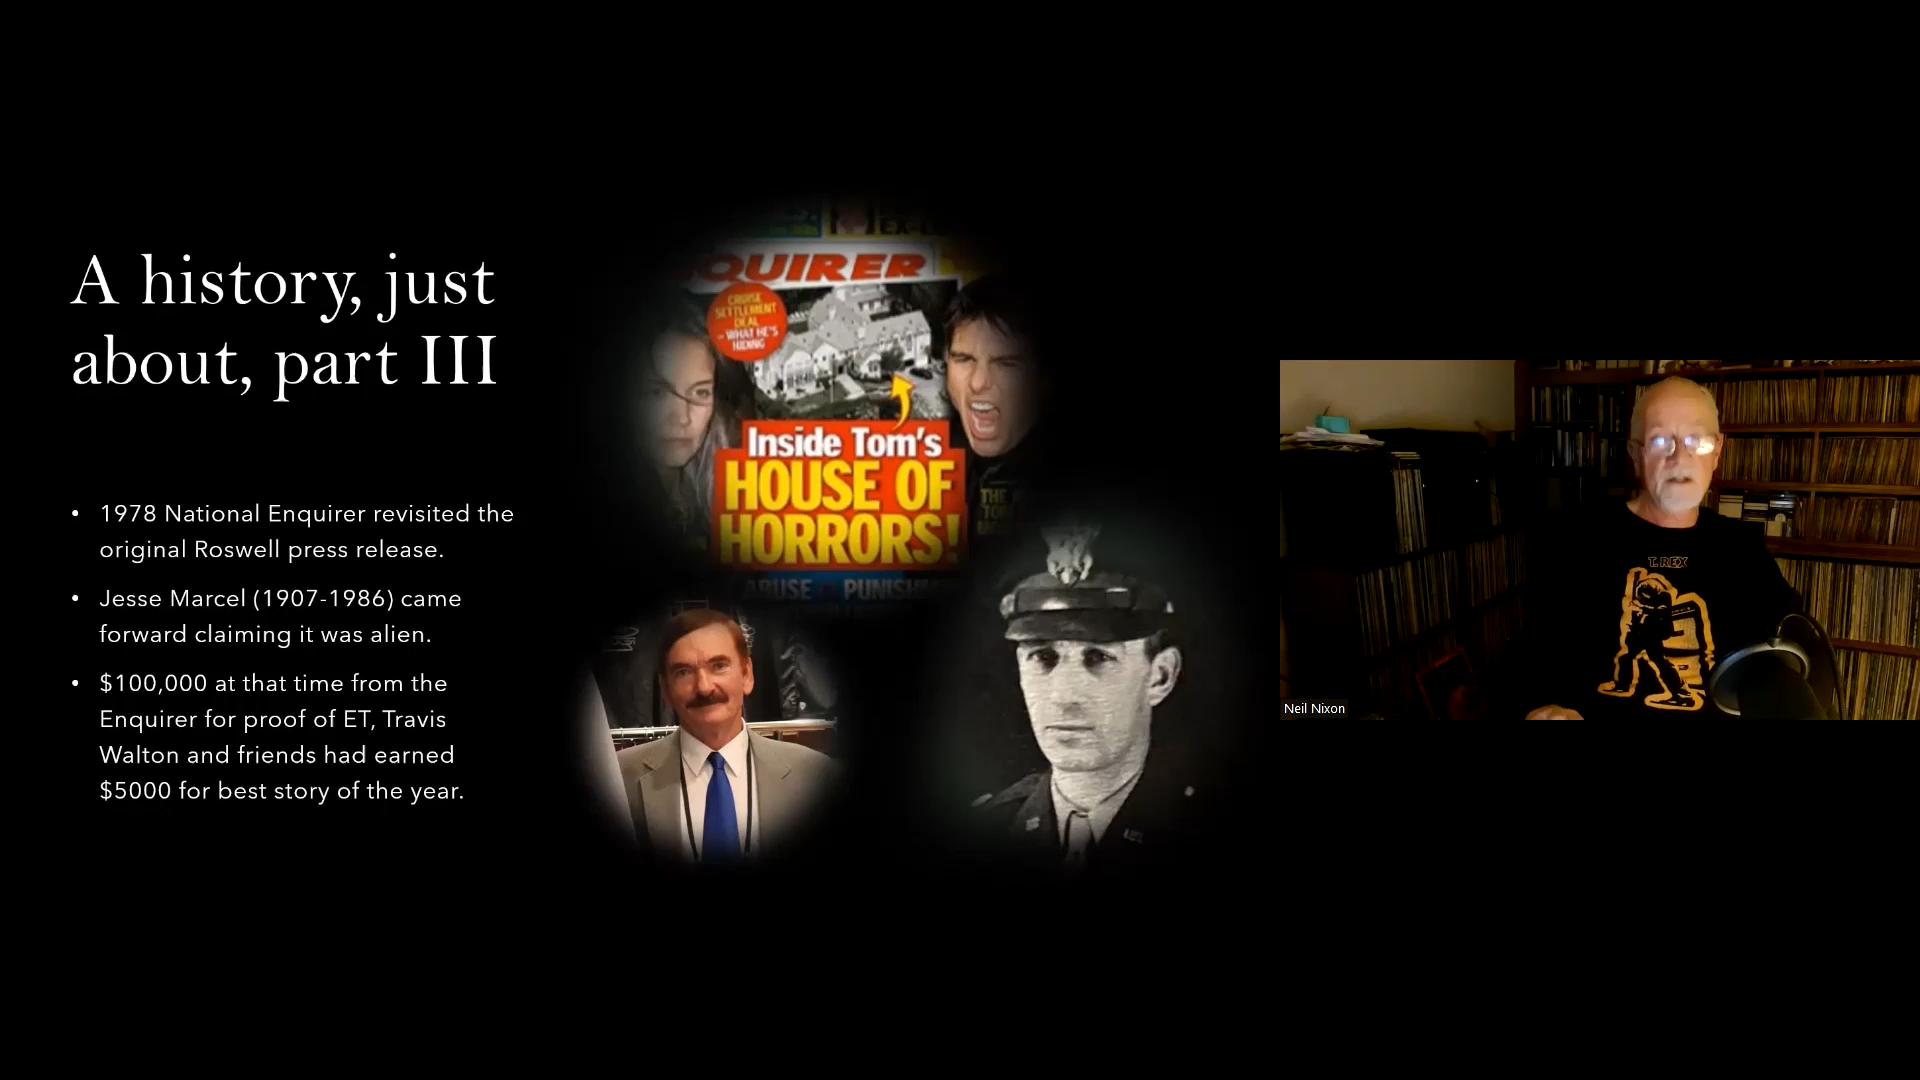 A history, just
about, part III
• 1978 National Enquirer revisited the
original Roswell press release.
• Jesse Marcel (1907-1986) came
forward claiming it was alien.
• $100,000 at that time from the
Enquirer for proof of ET, Travis
Walton and friends had earned
$5000 for best story of the year.
QUIRER
CRUISE
SETTLEMENT
DEAL
– WHAT HE'S
HIDING
Inside Tom's
HOUSE OF
HORRORS!
THE
ABUSE PUNISH
T. REX
Neil Nixon